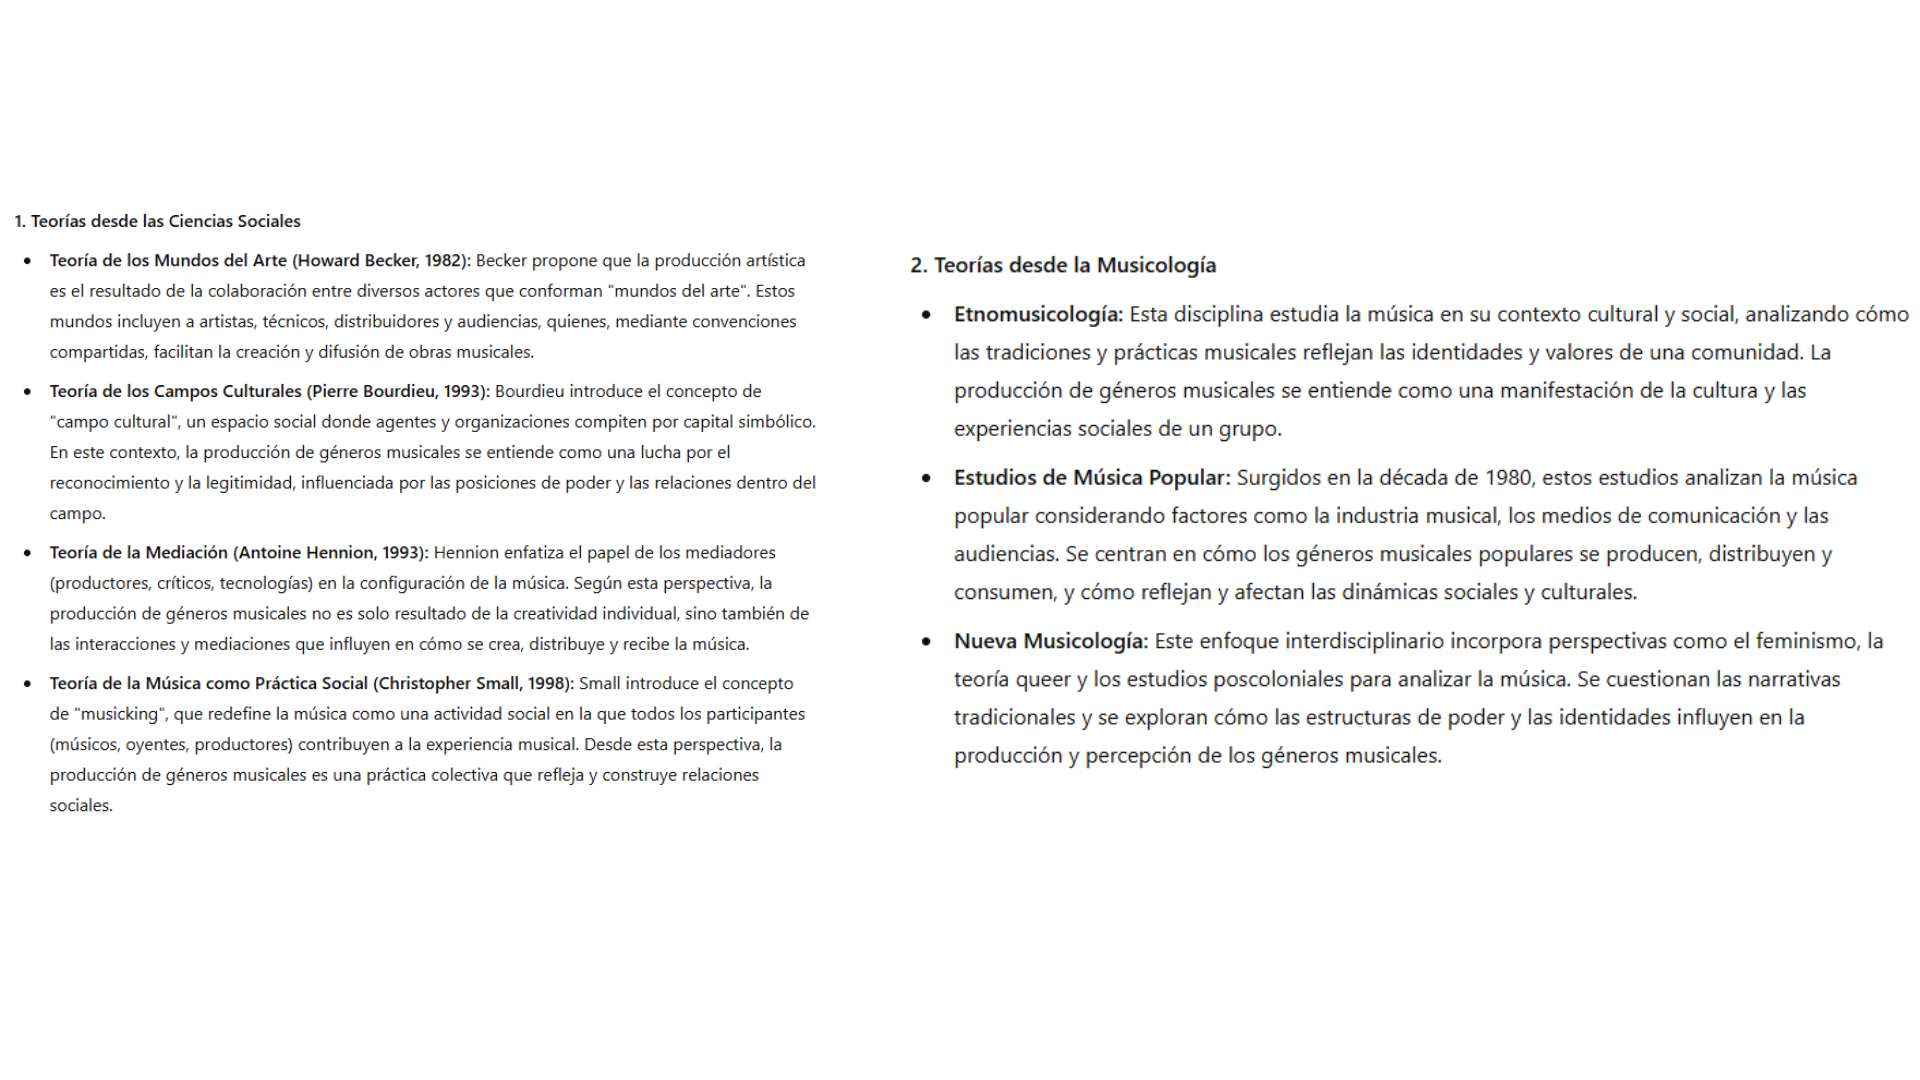 1. Teorías desde las Ciencias Sociales
• Teoría de los Mundos del Arte (Howard Becker, 1982): Becker propone que la producción artística
es el resultado de la colaboración entre diversos actores que conforman "mundos del arte". Estos
mundos incluyen a artistas, técnicos, distribuidores y audiencias, quienes, mediante convenciones
compartidas, facilitan la creación y difusión de obras musicales.
• Teoría de los Campos Culturales (Pierre Bourdieu, 1993): Bourdieu introduce el concepto de
"campo cultural", un espacio social donde agentes y organizaciones compiten por capital simbólico.
En este contexto, la producción de géneros musicales se entiende como una lucha por el
reconocimiento y la legitimidad, influenciada por las posiciones de poder y las relaciones dentro del
campo.
• Teoría de la Mediación (Antoine Hennion, 1993): Hennion enfatiza el papel de los mediadores
(productores, críticos, tecnologías) en la configuración de la música. Según esta perspectiva, la
producción de géneros musicales no es solo resultado de la creatividad individual, sino también de
las interacciones y mediaciones que influyen en cómo se crea, distribuye y recibe la música.
• Teoría de la Música como Práctica Social (Christopher Small, 1998): Small introduce el concepto
de "musicking", que redefine la música como una actividad social en la que todos los participantes
(músicos, oyentes, productores) contribuyen a la experiencia musical. Desde esta perspectiva, la
producción de géneros musicales es una práctica colectiva que refleja y construye relaciones
sociales.
2. Teorías desde la Musicología
• Etnomusicología: Esta disciplina estudia la música en su contexto cultural y social, analizando cómo
las tradiciones y prácticas musicales reflejan las identidades y valores de una comunidad. La
producción de géneros musicales se entiende como una manifestación de la cultura y las
experiencias sociales de un grupo.
• Estudios de Música Popular: Surgidos en la década de 1980, estos estudios analizan la música
popular considerando factores como la industria musical, los medios de comunicación y las
audiencias. Se centran en cómo los géneros musicales populares se producen, distribuyen y
consumen, y cómo reflejan y afectan las dinámicas sociales y culturales.
• Nueva Musicología: Este enfoque interdisciplinario incorpora perspectivas como el feminismo, la
teoría queer y los estudios poscoloniales para analizar la música. Se cuestionan las narrativas
tradicionales y se exploran cómo las estructuras de poder y las identidades influyen en la
producción y percepción de los géneros musicales.